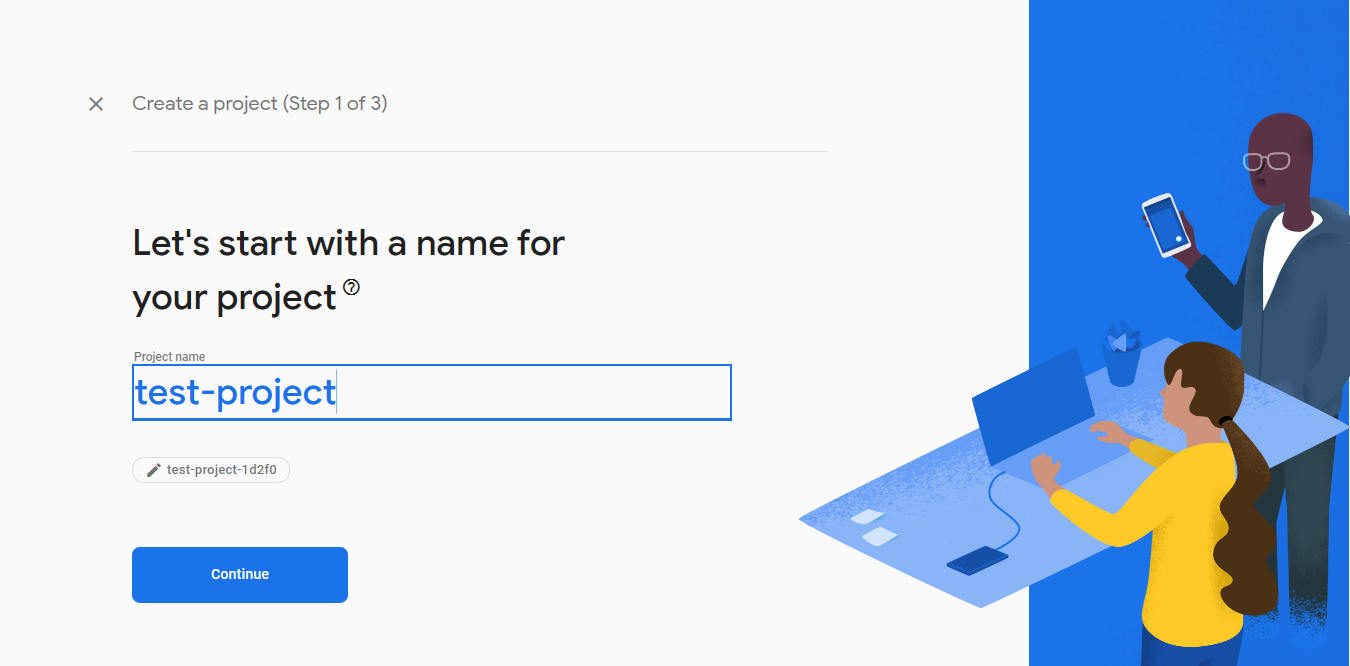 Create a project (Step 1 of 3)
Let's start with a name for
your project
Project name
test-project
test-project-1d2f0
Continue